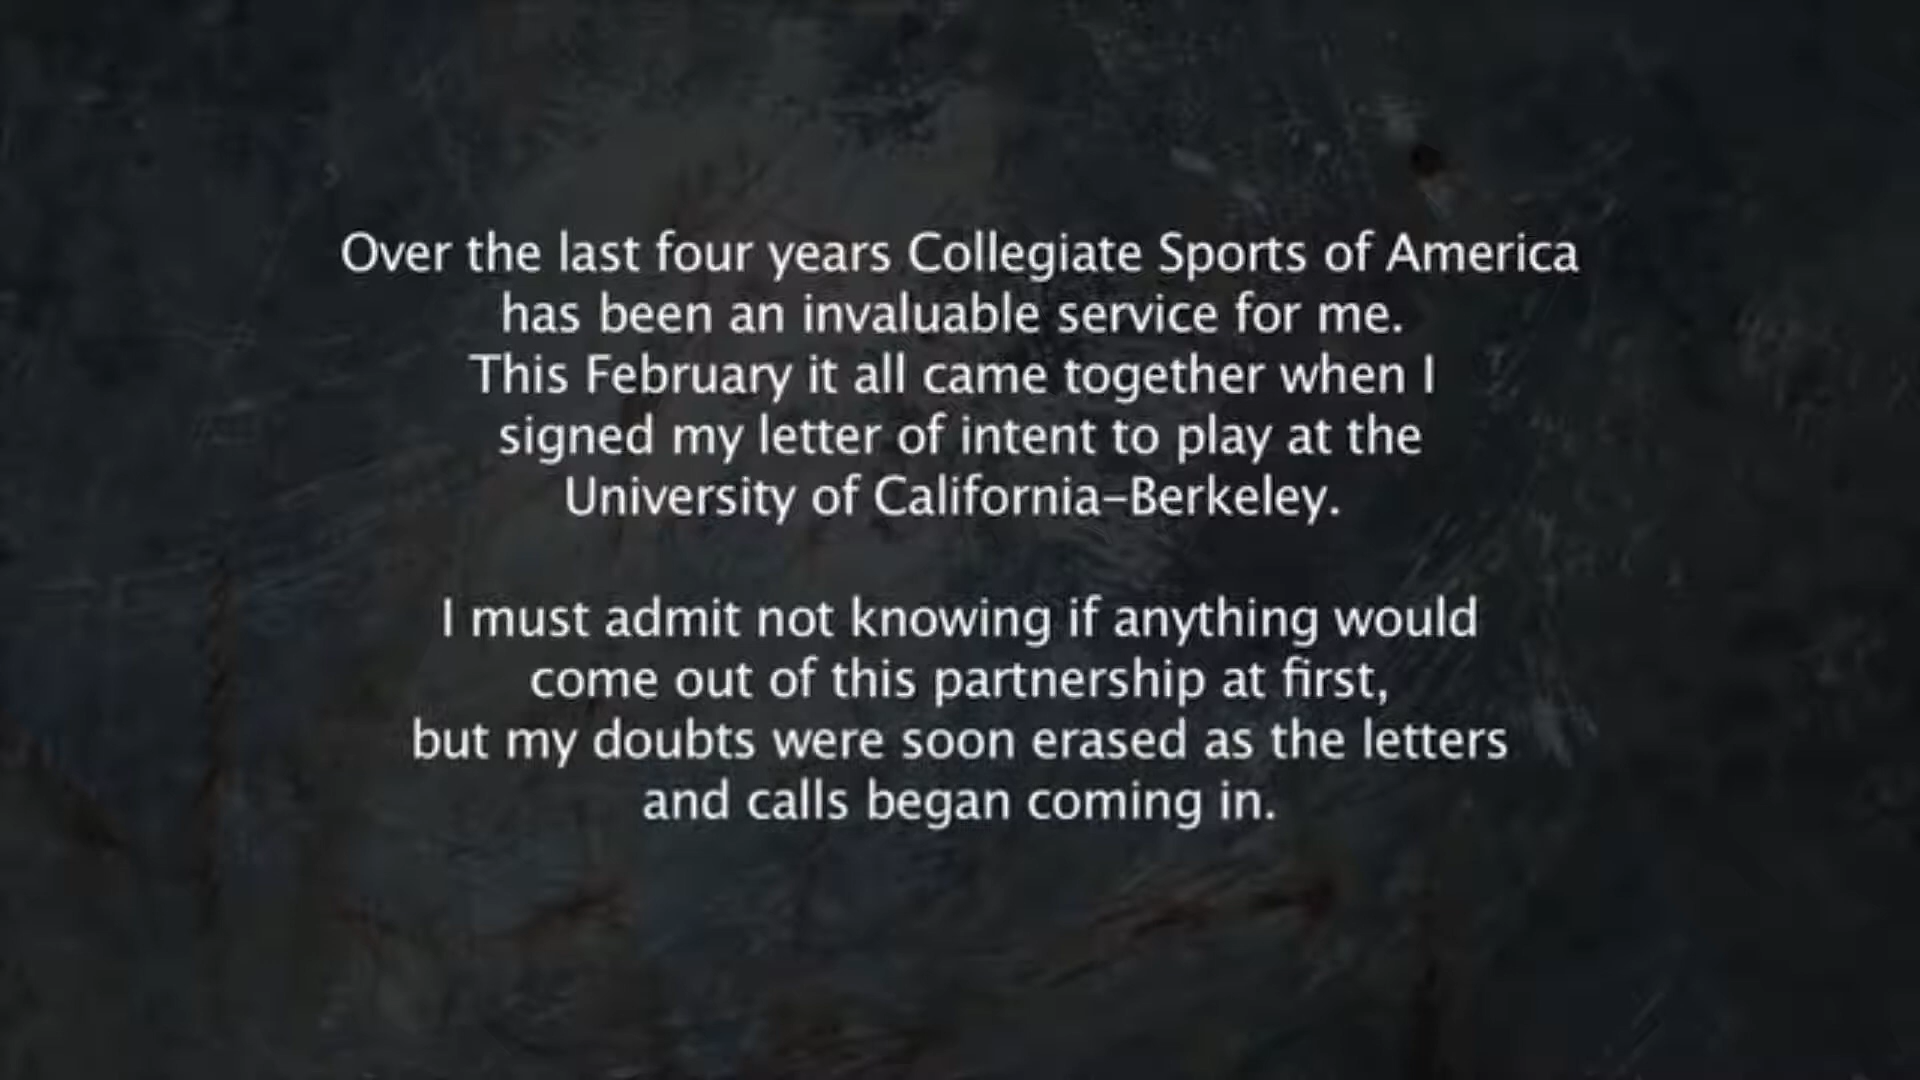 Over the last four years Collegiate Sports of America
has been an invaluable service for me.
This February it all came together when I
signed my letter of intent to play at the
University of California–Berkeley.
I must admit not knowing if anything would
come out of this partnership at first,
but my doubts were soon erased as the letters
and calls began coming in.